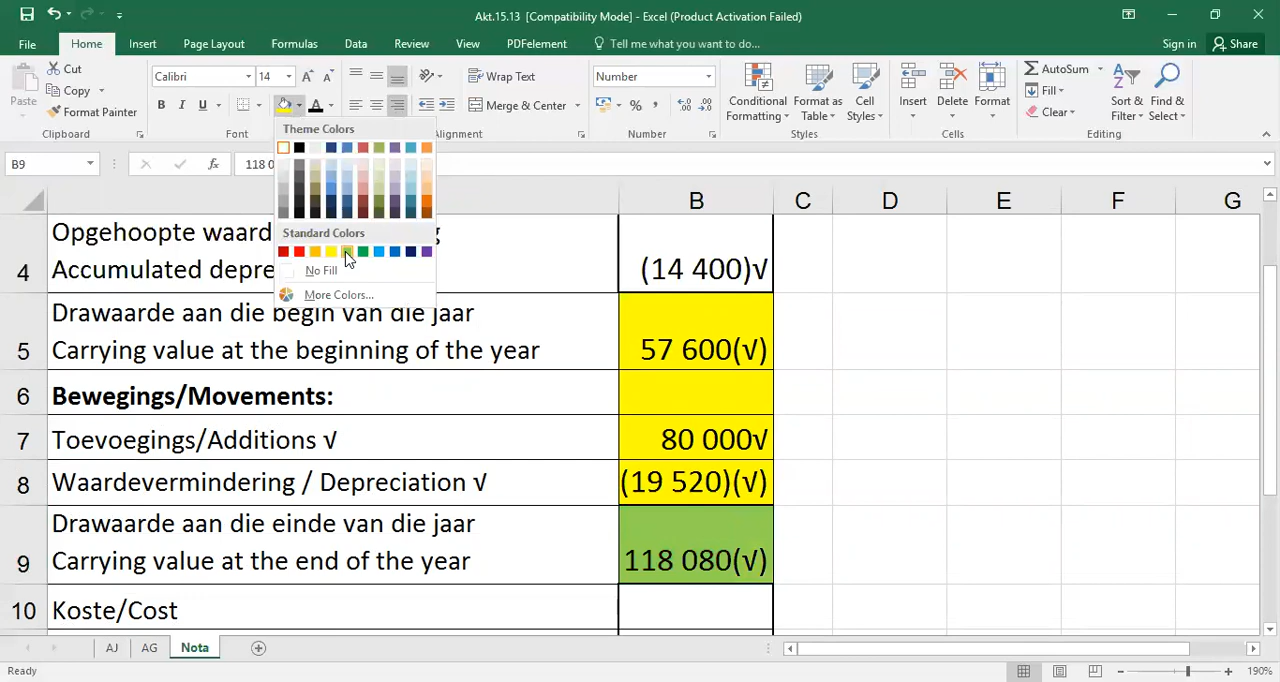 Akt.15.13 [Compatibility Mode] - Excel (Product Activation Failed)
File Home Insert Page Layout Formulas Data Review View PDFelement Tell me what you want to do... Sign in Share
Paste
Cut
Copy
Format Painter
Clipboard
Calibri 14
B I U
Font
Wrap Text
Merge & Center
lignment
Number
%
Number
Conditional
Formatting
Format as
Table
Cell
Styles
Styles
Insert
Delete
Format
Cells
AutoSum
Fill
Clear
Sort &
Filter
Find &
Select
Editing
Theme Colors
Standard Colors
No Fill
More Colors...
B9 fx 118 0
B C D E F G
4 Opgehoopte waard g
Accumulated depre (14 400)√
5 Drawaarde aan die begin van die jaar
Carrying value at the beginning of the year 57 600(√)
6 Bewegings/Movements:
7 Toevoegings/Additions √ 80 000√
8 Waardevermindering / Depreciation √ (19 520)(√)
9 Drawaarde aan die einde van die jaar
Carrying value at the end of the year 118 080(√)
10 Koste/Cost
AJ AG Nota
Ready 190%